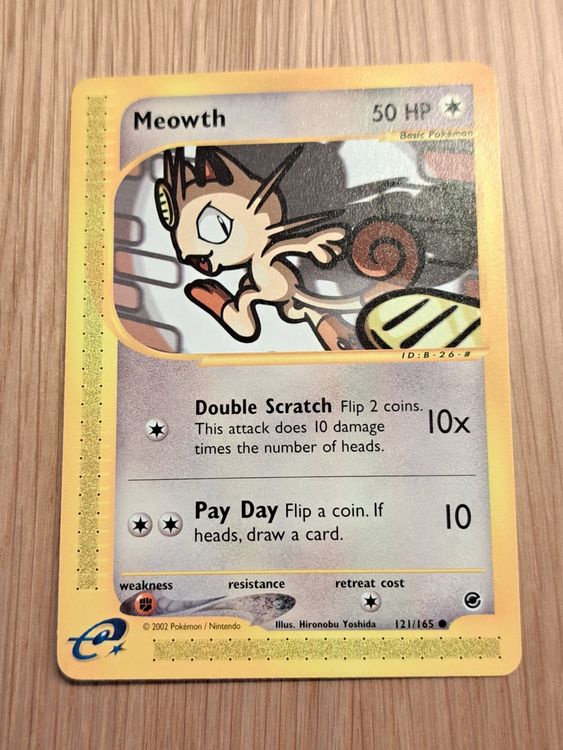 Meowth 50 HP
Basic Pokémon
ID:B-26-#
Double Scratch Flip 2 coins.
This attack does 10 damage
times the number of heads.
10x
Pay Day Flip a coin. If
heads, draw a card.
10
weakness resistance retreat cost
© 2002 Pokémon / Nintendo Illus. Hironobu Yoshida 121/165
e